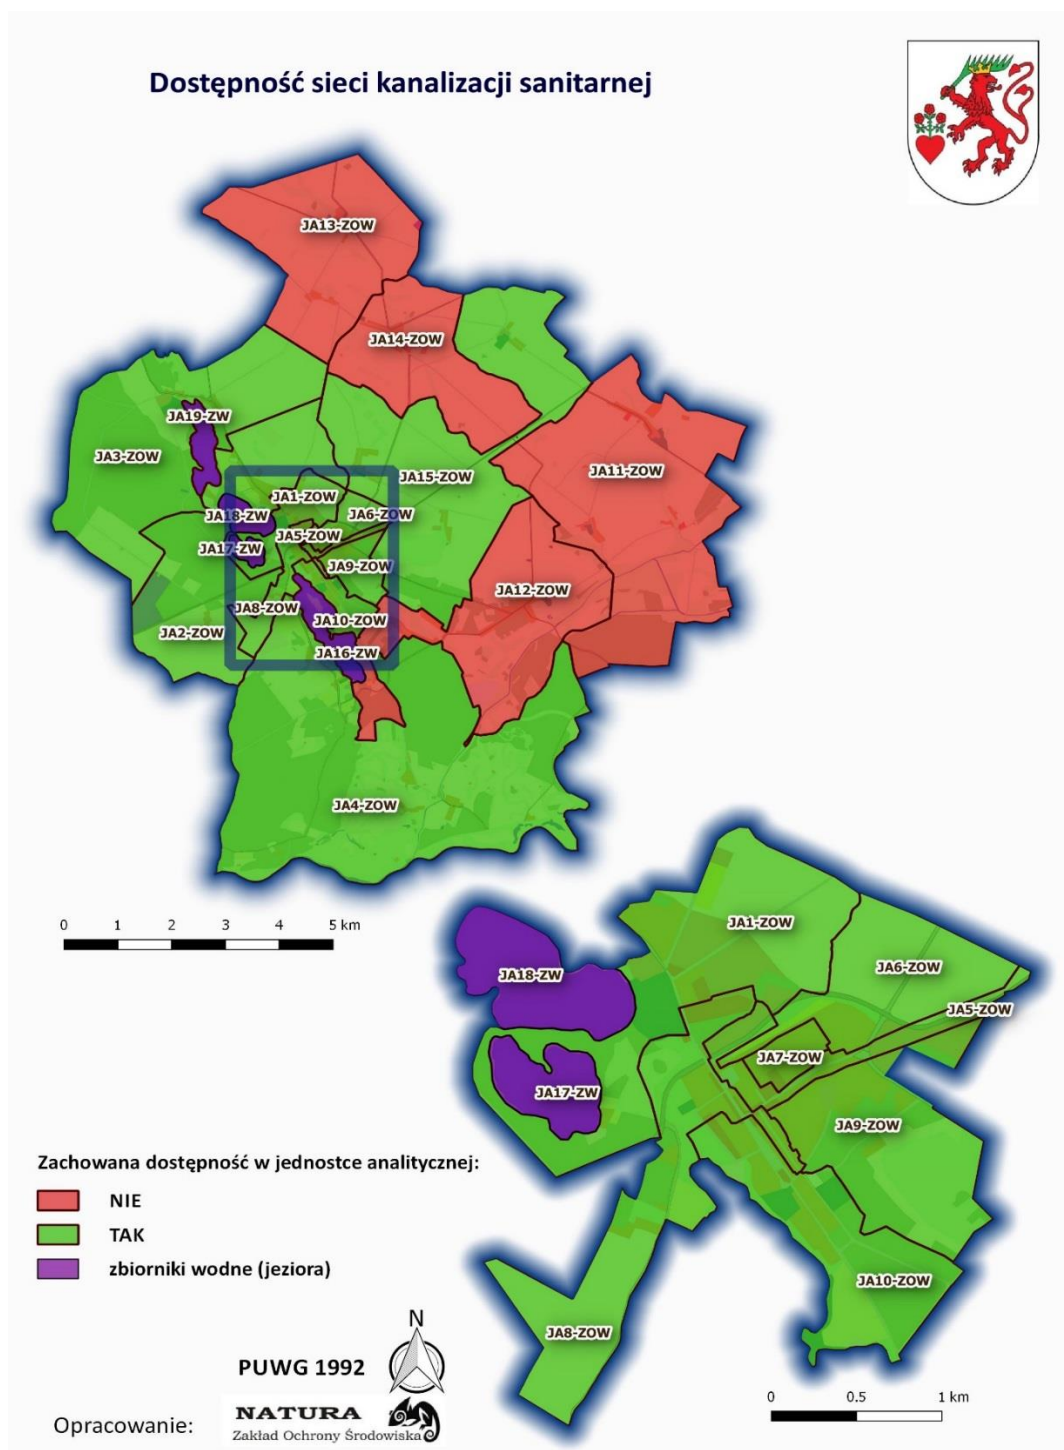 Dostępność sieci kanalizacji sanitarnej
JA13-ZOW
JA14-ZOW
JA19-ZW
JA3-ZOW
JA11-ZOW
JA15-ZOW
JA1-ZOW
JA18-ZW
JA6-ZOW
JA5-ZOW
JA17-ZW
JA9-ZOW
JA12-ZOW
JA8-ZOW
JA10-ZOW
JA2-ZOW
JA16-ZW
JA4-ZOW
0 1 2 3 4 5 km
JA1-ZOW
JA18-ZW
JA6-ZOW
JA5-ZOW
JA7-ZOW
JA17-ZW
JA9-ZOW
JA10-ZOW
JA8-ZOW
Zachowana dostępność w jednostce analitycznej:
NIE
TAK
zbiorniki wodne (jeziora)
N
PUWG 1992
0 0.5 1 km
Opracowanie:
NATURA
Zakład Ochrony Środowiska